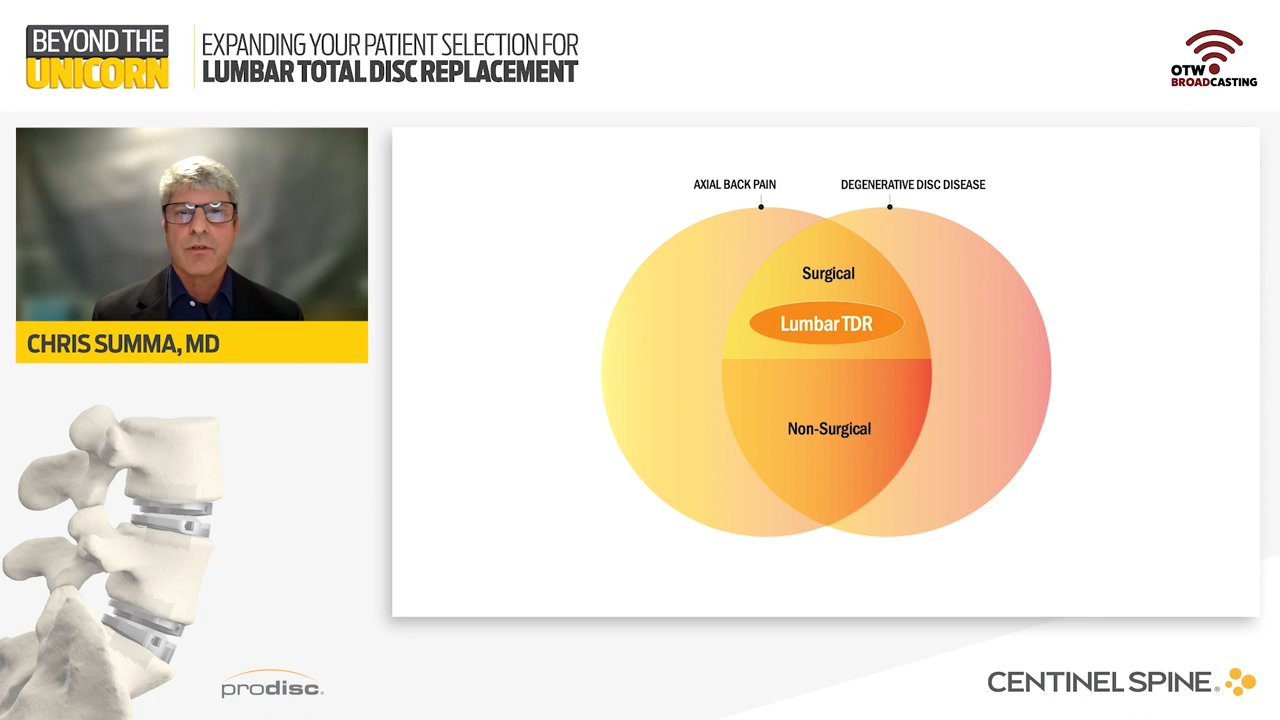 BEYOND THE
UNICORN
EXPANDING YOUR PATIENT SELECTION FOR
LUMBAR TOTAL DISC REPLACEMENT
OTW
BROADCASTING
CHRIS SUMMA, MD
AXIAL BACK PAIN
DEGENERATIVE DISC DISEASE
Surgical
Lumbar TDR
Non-Surgical
prodisc®
CENTINEL SPINE®